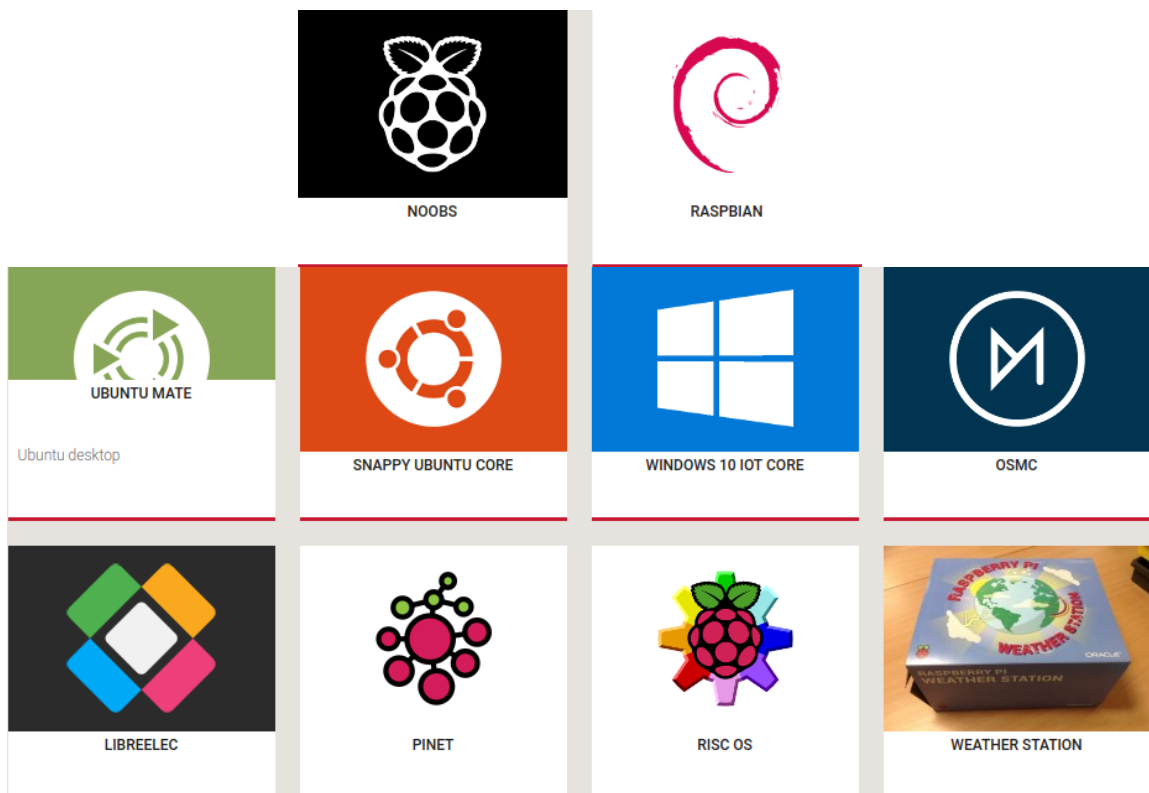 NOOBS
RASPBIAN
UBUNTU MATE
Ubuntu desktop
SNAPPY UBUNTU CORE
WINDOWS 10 IOT CORE
OSMC
LIBREELEC
PINET
RISC OS
RASPBERRY PI
WEATHER STATION
ORACLE
RASPBERRY PI
WEATHER STATION
WEATHER STATION